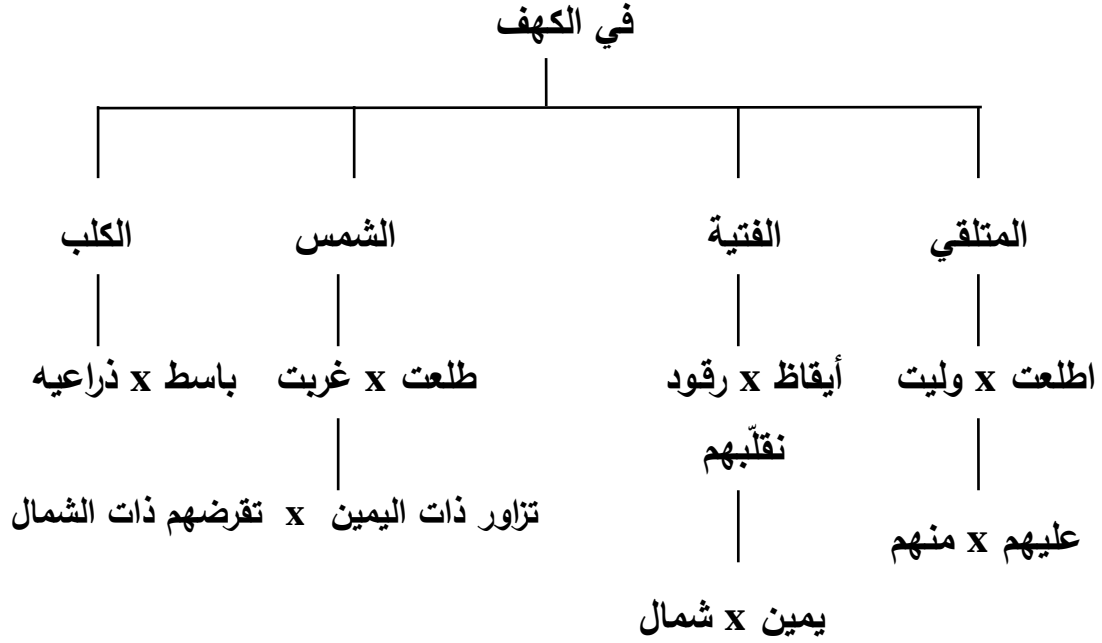 في الكهف
المتلقي الفتية الشمس الكلب
اطلعت x وليت أيقاظ x رقود طلعت x غربت باسط x ذراعيه
نقلّبهم
تزاور ذات اليمين x تقرضهم ذات الشمال
عليهم x منهم
يمين x شمال